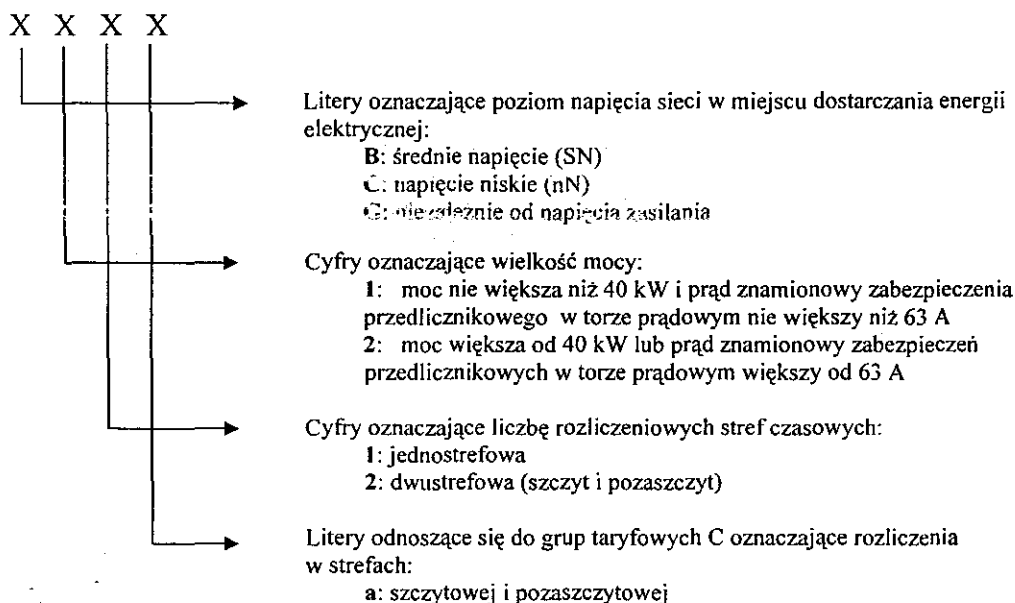 X X X X
Litery oznaczające poziom napięcia sieci w miejscu dostarczania energii
elektrycznej:
B: średnie napięcie (SN)
C: napięcie niskie (nN)
G: niezależnie od napięcia zasilania
Cyfry oznaczające wielkość mocy:
1: moc nie większa niż 40 kW i prąd znamionowy zabezpieczenia
przedlicznikowego w torze prądowym nie większy niż 63 A
2: moc większa od 40 kW lub prąd znamionowy zabezpieczeń
przedlicznikowych w torze prądowym większy od 63 A
Cyfry oznaczające liczbę rozliczeniowych stref czasowych:
1: jednostrefowa
2: dwustrefowa (szczyt i pozaszczyt)
Litery odnoszące się do grup taryfowych C oznaczające rozliczenia
w strefach:
a: szczytowej i pozaszczytowej